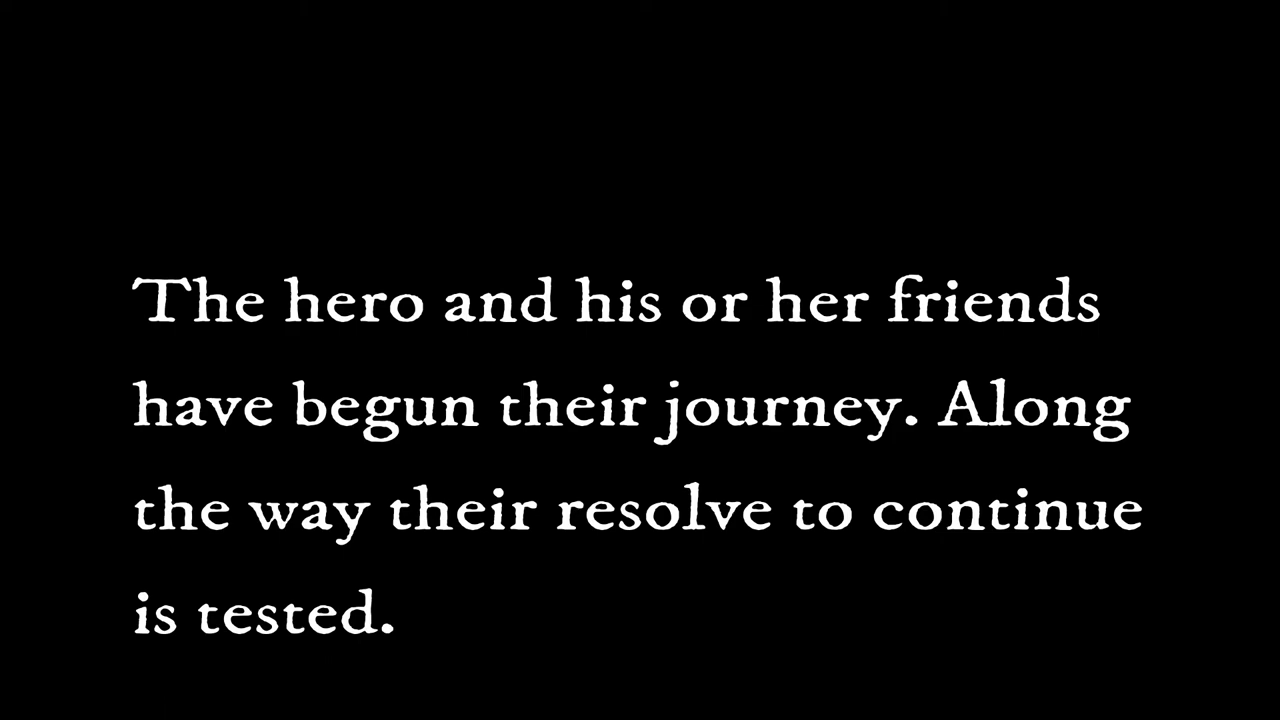 The hero and his or her friends
have begun their journey. Along
the way their resolve to continue
is tested.